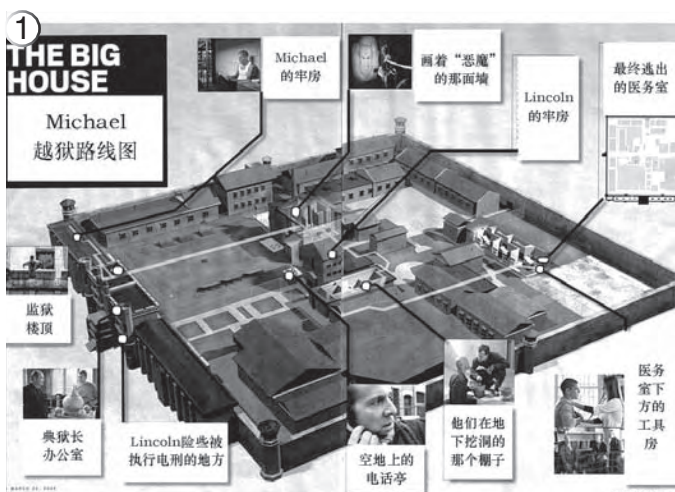 1
THE BIG
HOUSE
Michael
越狱路线图
Michael
的牢房
画着“恶魔”
的那面墙
Lincoln
的牢房
最终逃出
的医务室
监狱
楼顶
典狱长
办公室
Lincoln险些被
执行电刑的地方
空地上的
电话亭
他们在地
下挖洞的
那个棚子
医务
室下
方的
工具
房